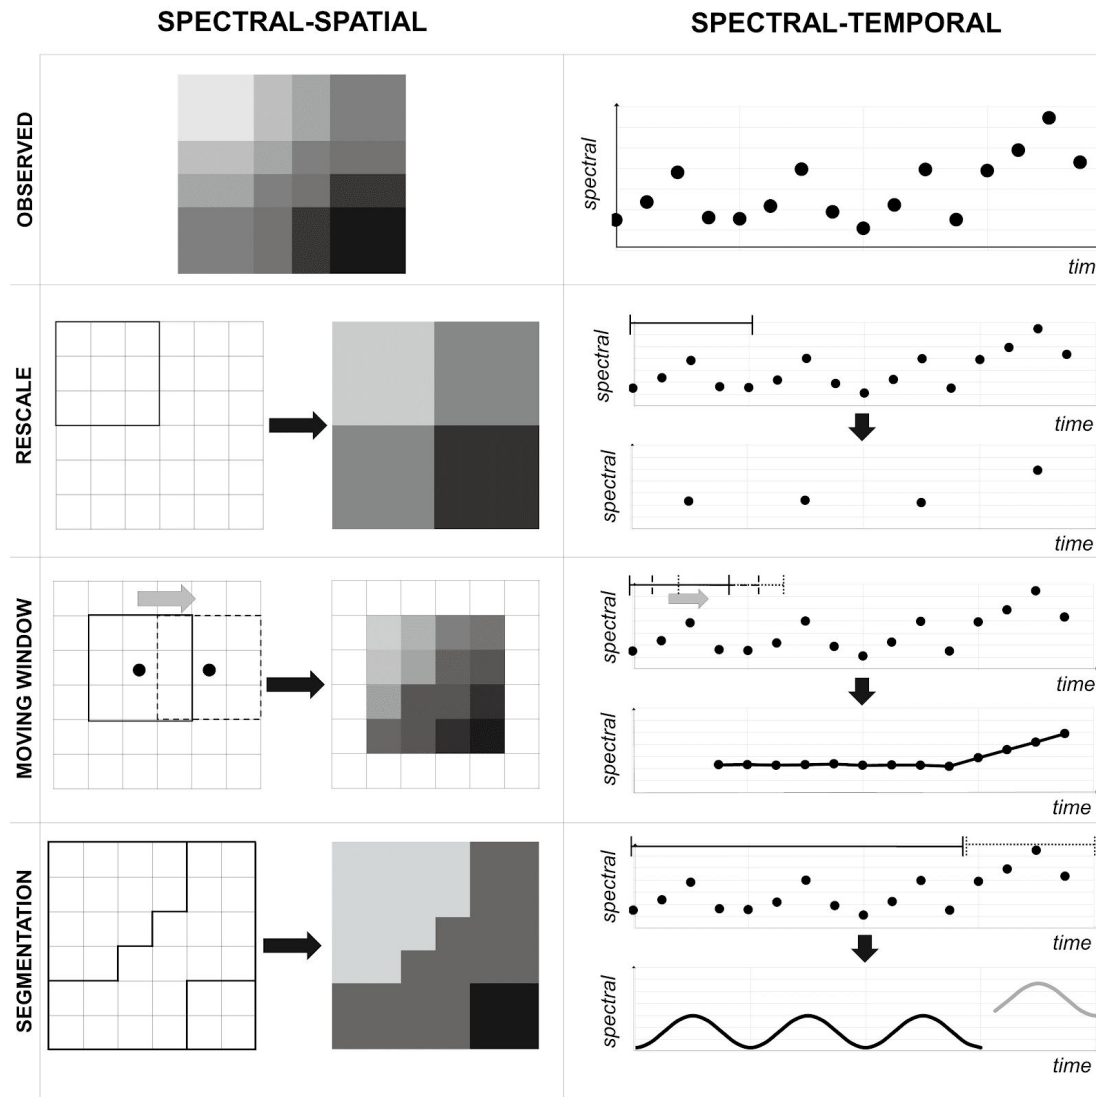 SPECTRAL-SPATIAL
SPECTRAL-TEMPORAL
OBSERVED
spectral
tim
RESCALE
spectral
time
spectral
time
MOVING WINDOW
spectral
time
spectral
time
SEGMENTATION
spectral
time
spectral
time